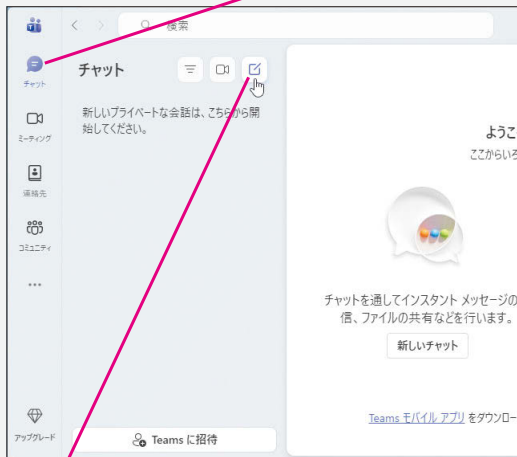 検索
チャット
チャット
新しいプライベートな会話は、こちらから開
始してください。
ミーティング
連絡先
コミュニティ
アップグレード
Teams に招待
ようこ
ここからいろ
チャットを通してインスタント メッセージの
信、ファイルの共有などを行います。
新しいチャット
Teams モバイル アプリ をダウンロー